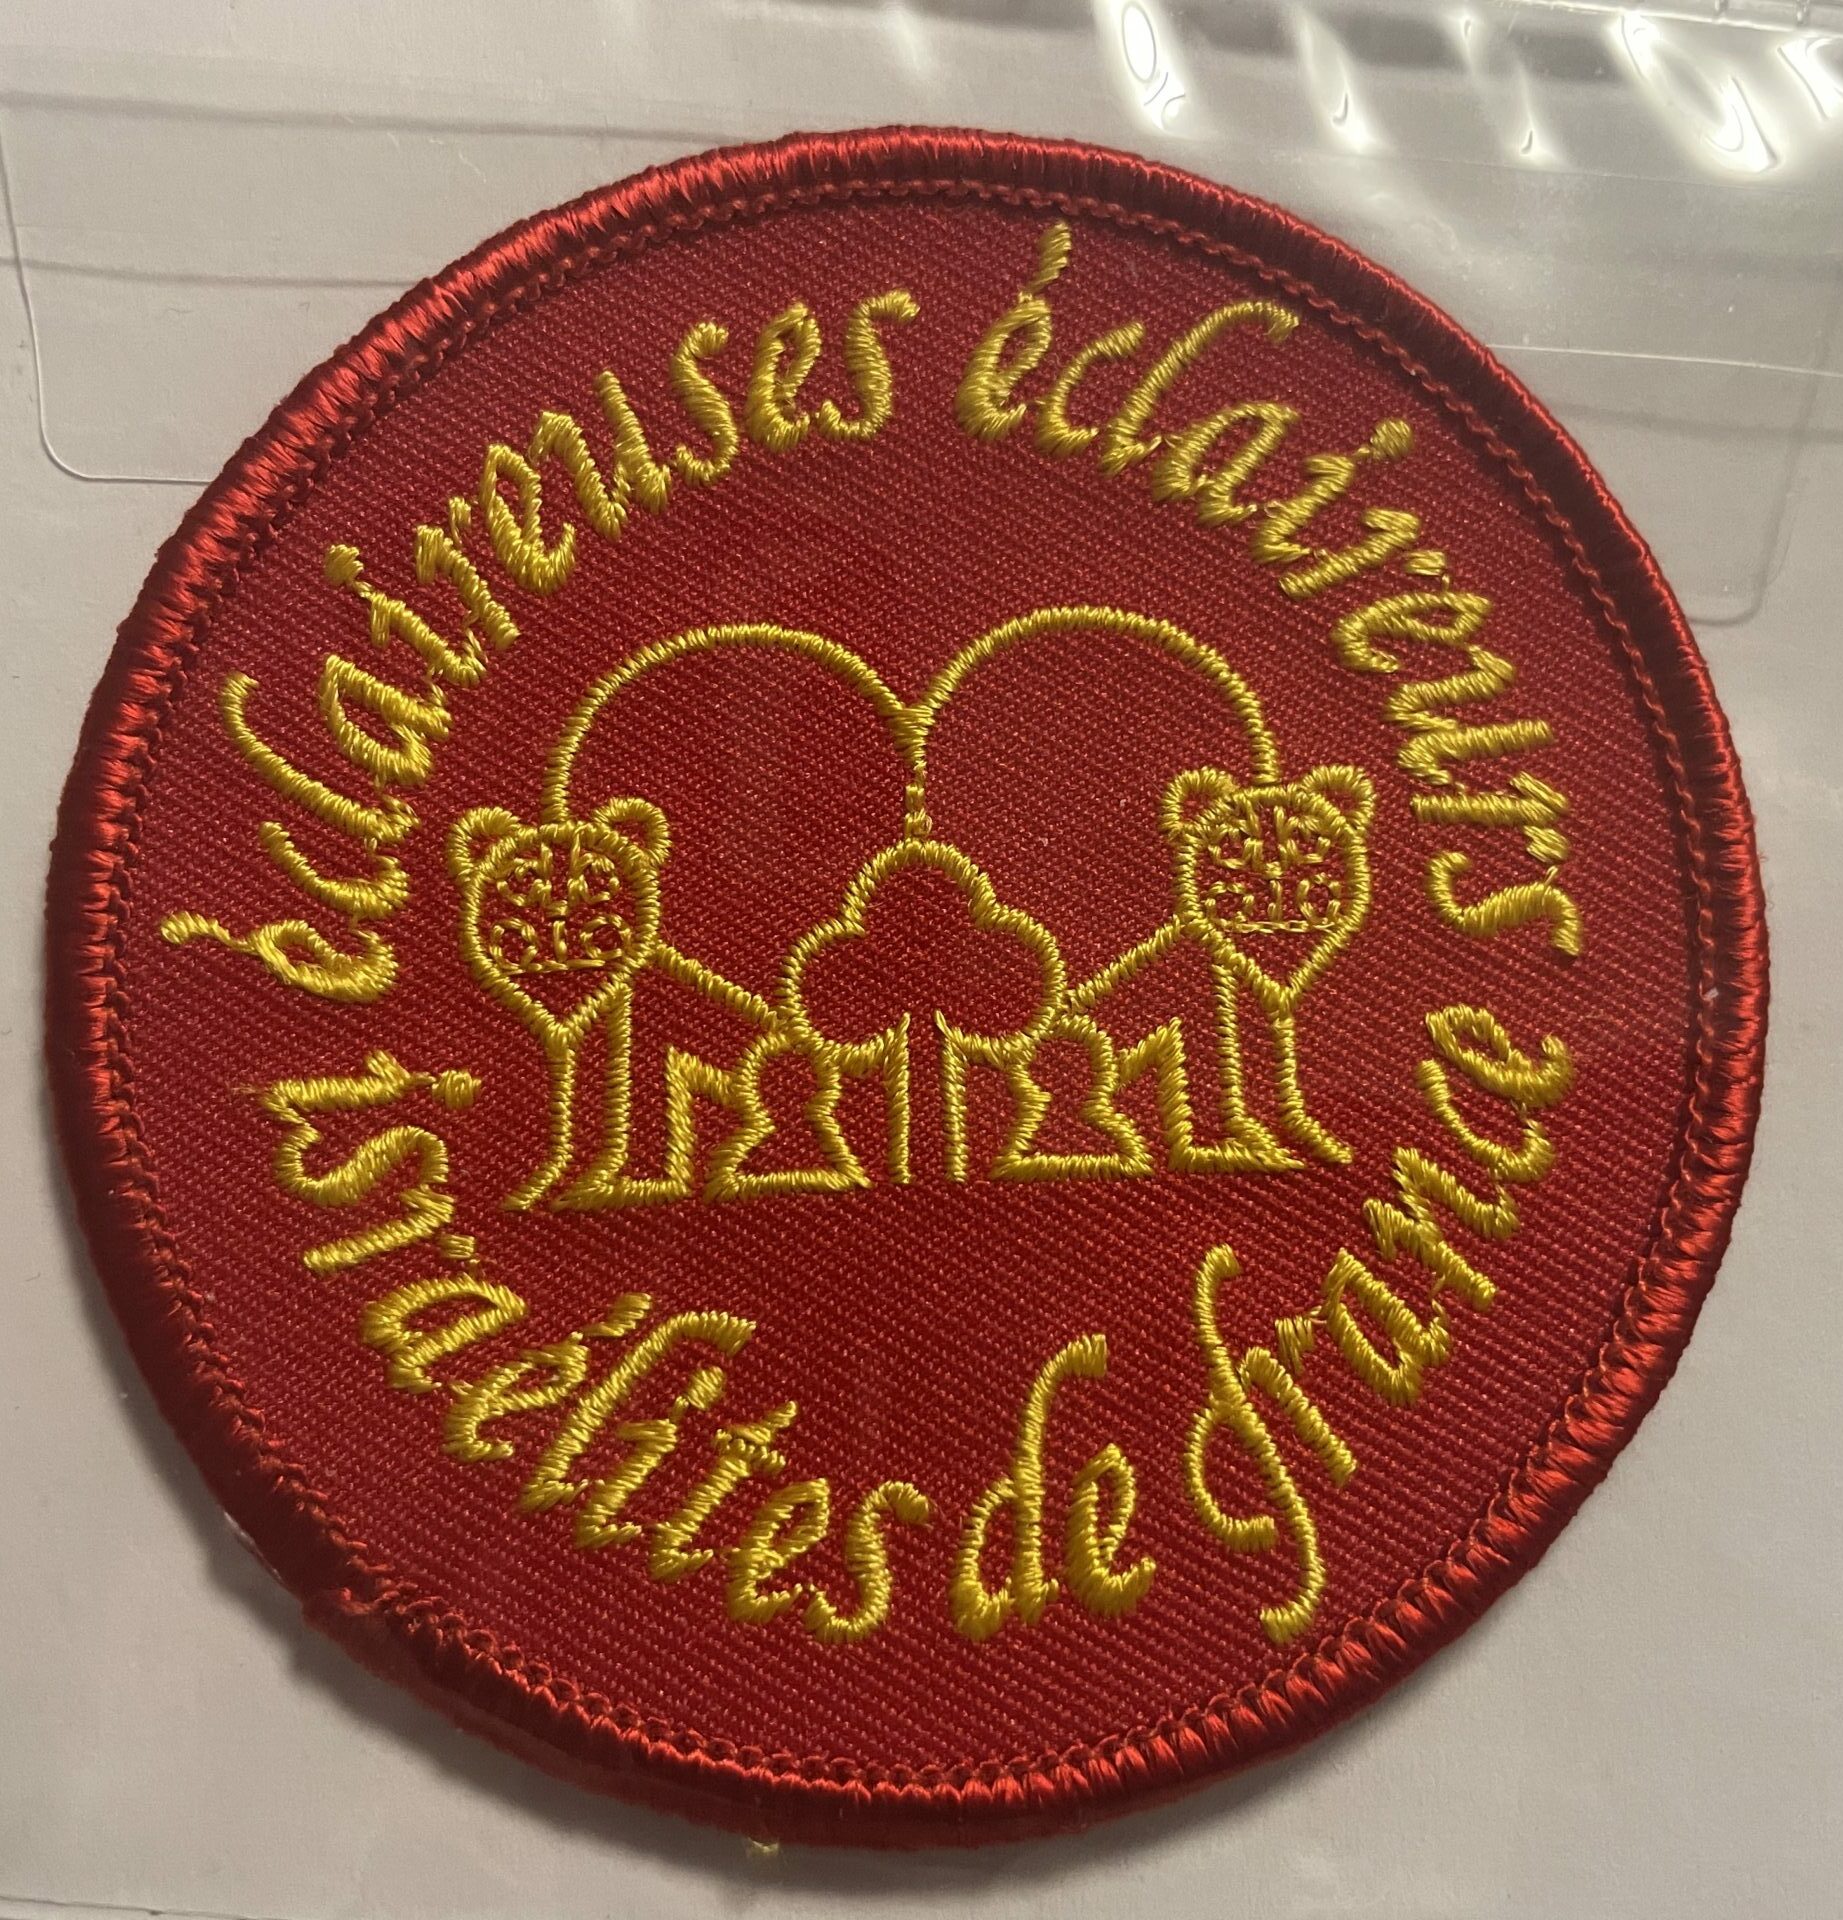 éclaireuses éclaireurs
israélites de france